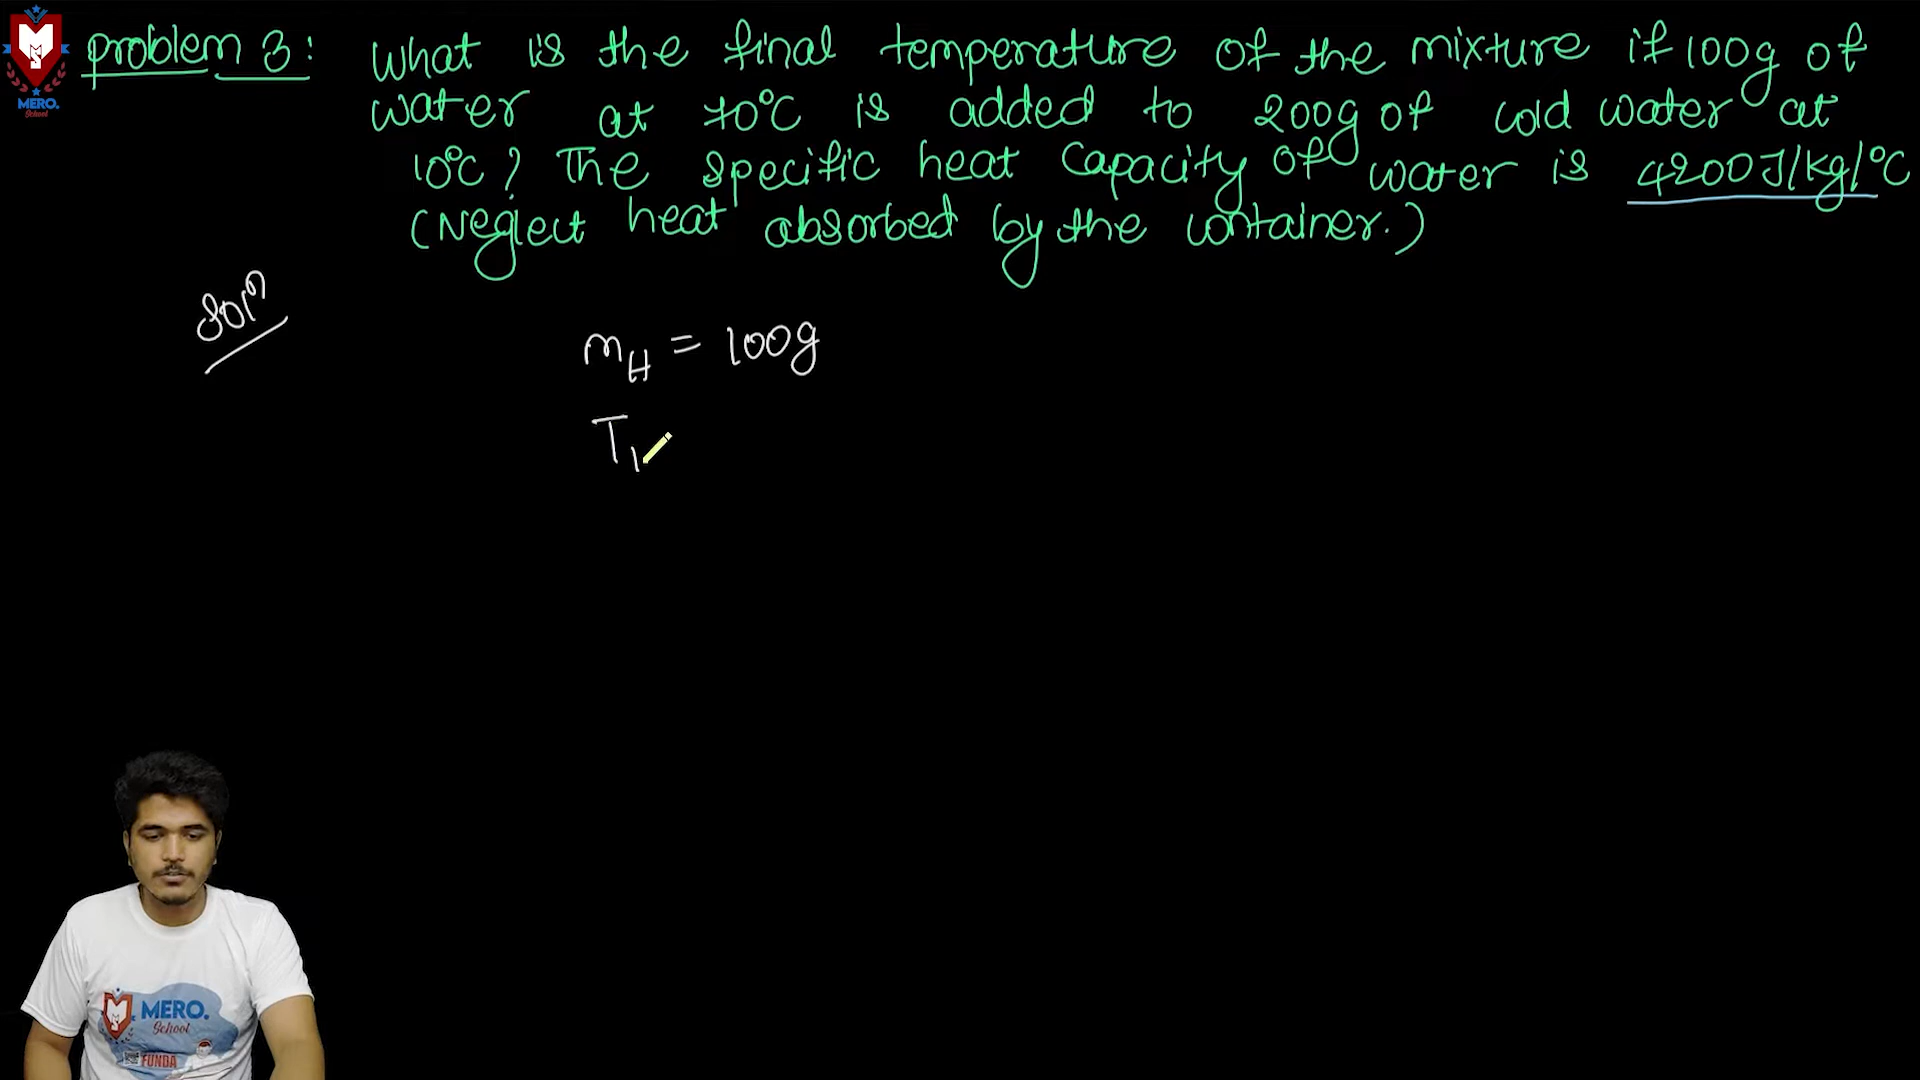 MERO.
School
problem 3: What is the final temperature of the mixture if 100g of
water at 70°C is added to 200g of cold water at
10°C? The specific heat capacity of water is 4200J/kg/°C
(Neglect heat absorbed by the container.)
Solⁿ
m_H = 100g
T₁
MERO.
School
FUNDA